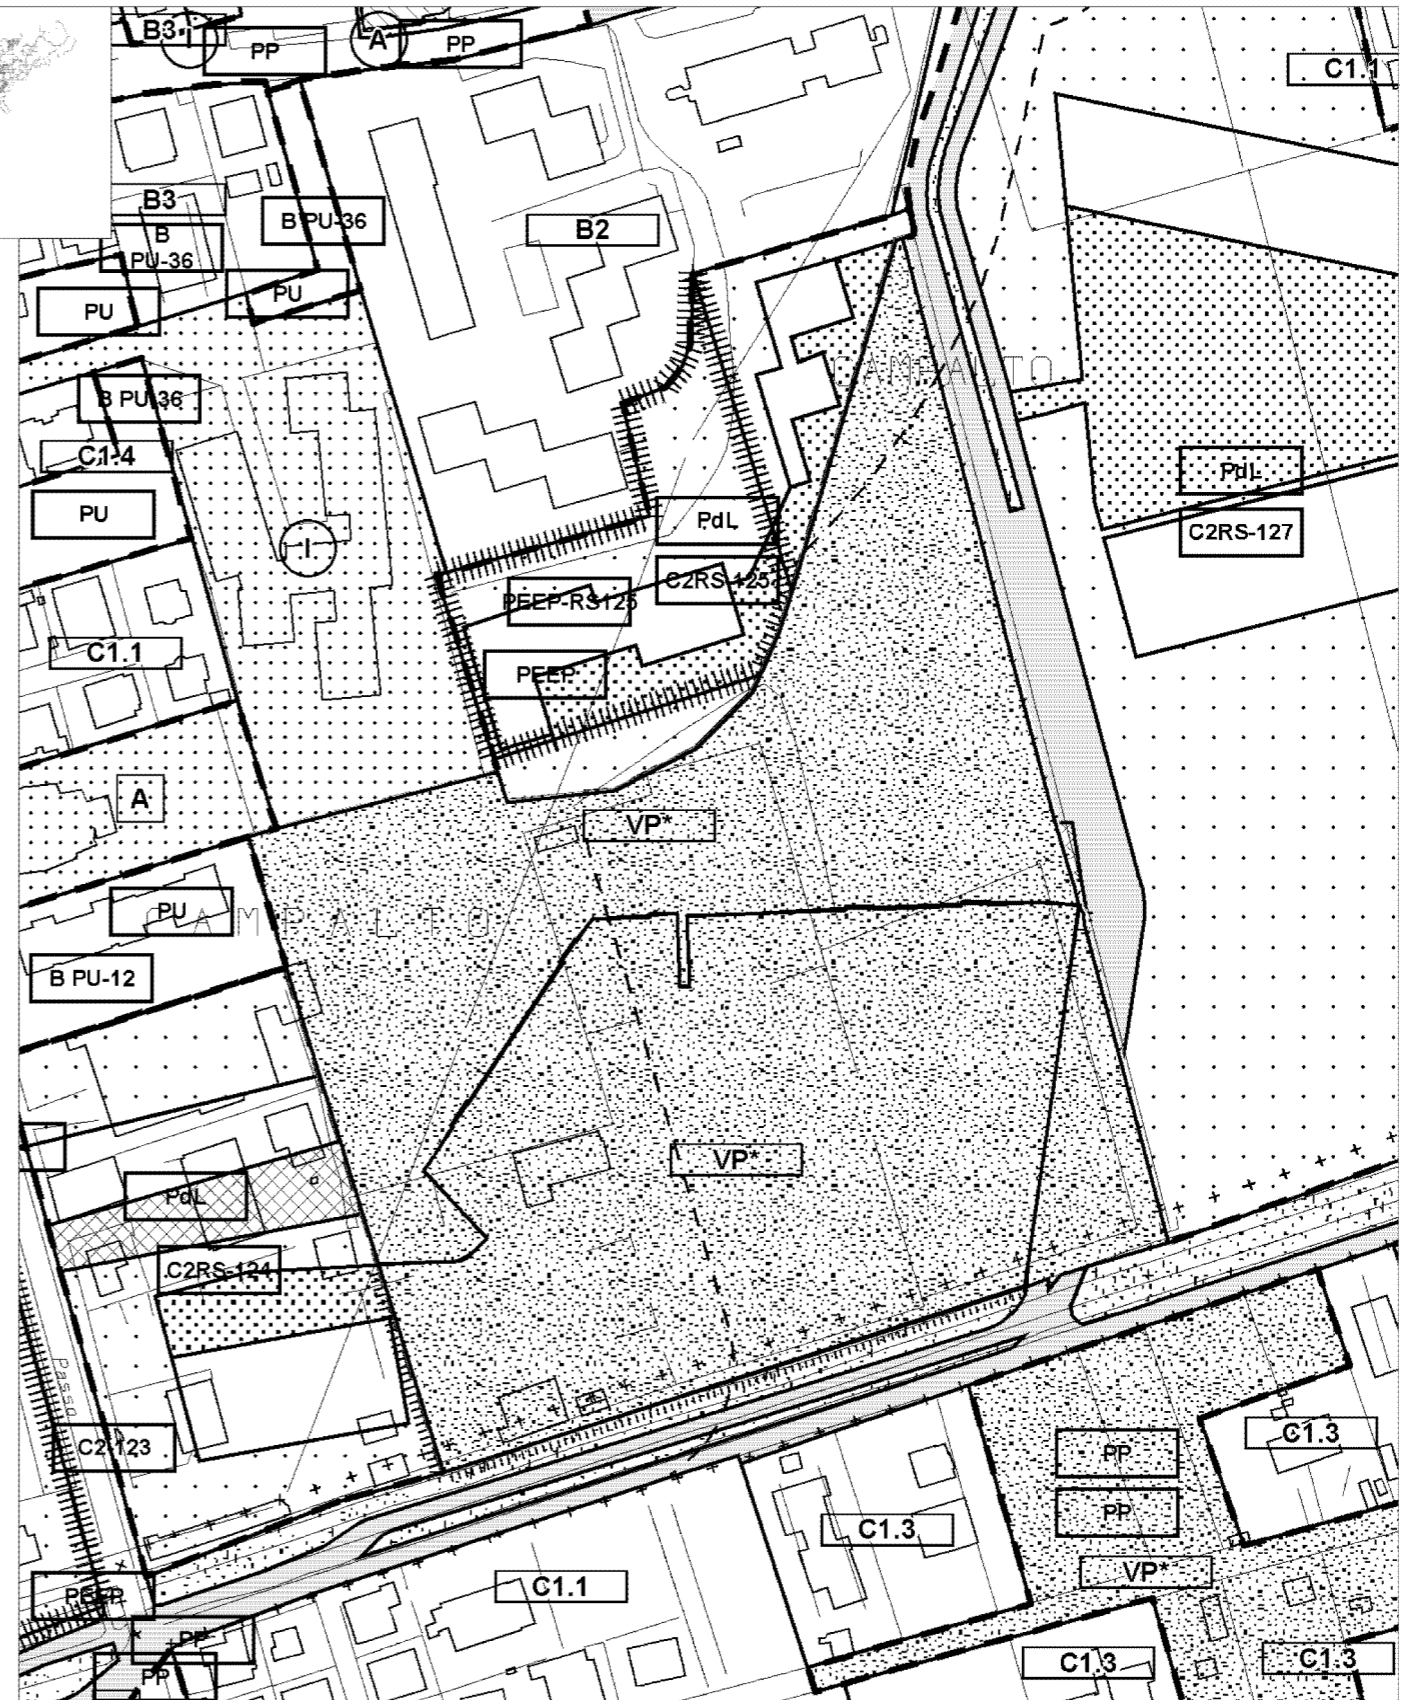 B3
PP
A
PP
C1.1
B3
B PU-36
B
PU-36
B2
PU
PU
CAMPALTO
B PU-36
C1.4
PdL
PU
PdL
C2RS-127
I
C2RS-125
PEEP-RS125
C1.1
PEEP
A
VP*
PU
CAMPALTO
B PU-12
VP*
PdL
C2RS-124
Passo
C2-123
C1.3
PP
PP
C1.3
VP*
C1.1
PEEP
PP
C1.3
C1.3
PP